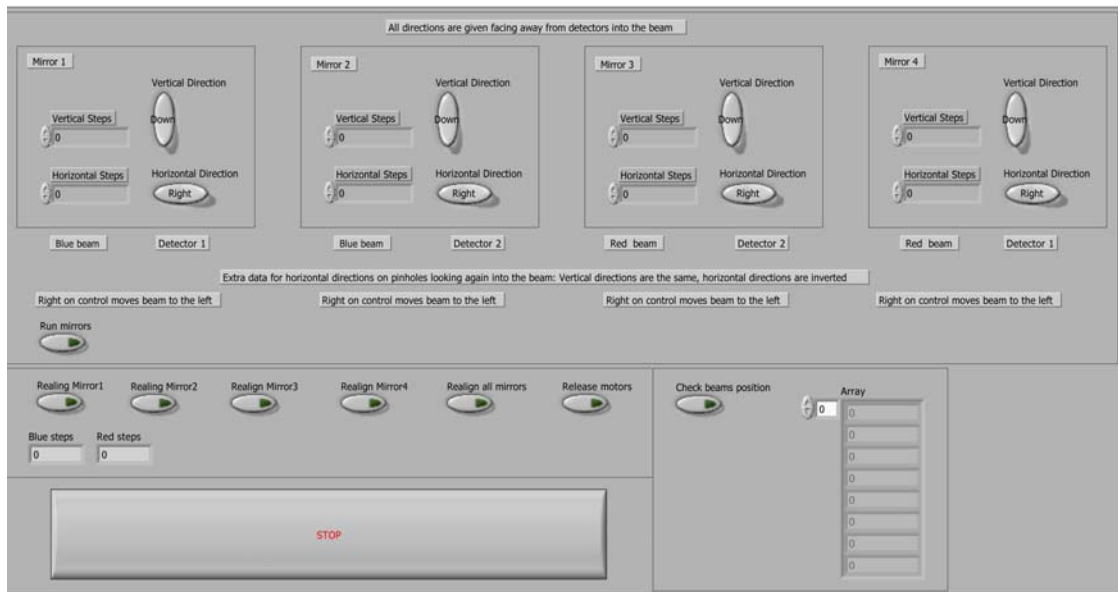 All directions are given facing away from detectors into the beam
Mirror 1
Vertical Direction
Vertical Steps
0
Down
Horizontal Steps
0
Horizontal Direction
Right
Blue beam
Detector 1
Mirror 2
Vertical Direction
Vertical Steps
0
Down
Horizontal Steps
0
Horizontal Direction
Right
Blue beam
Detector 2
Mirror 3
Vertical Direction
Vertical Steps
0
Down
Horizontal Steps
0
Horizontal Direction
Right
Red beam
Detector 2
Mirror 4
Vertical Direction
Vertical Steps
0
Down
Horizontal Steps
0
Horizontal Direction
Right
Red beam
Detector 1
Extra data for horizontal directions on pinholes looking again into the beam: Vertical directions are the same, horizontal directions are inverted
Right on control moves beam to the left
Right on control moves beam to the left
Right on control moves beam to the left
Right on control moves beam to the left
Run mirrors
Realing Mirror1
Realing Mirror2
Realign Mirror3
Realign Mirror4
Realign all mirrors
Release motors
Blue steps
0
Red steps
0
STOP
Check beams position
0
Array
0
0
0
0
0
0
0
0